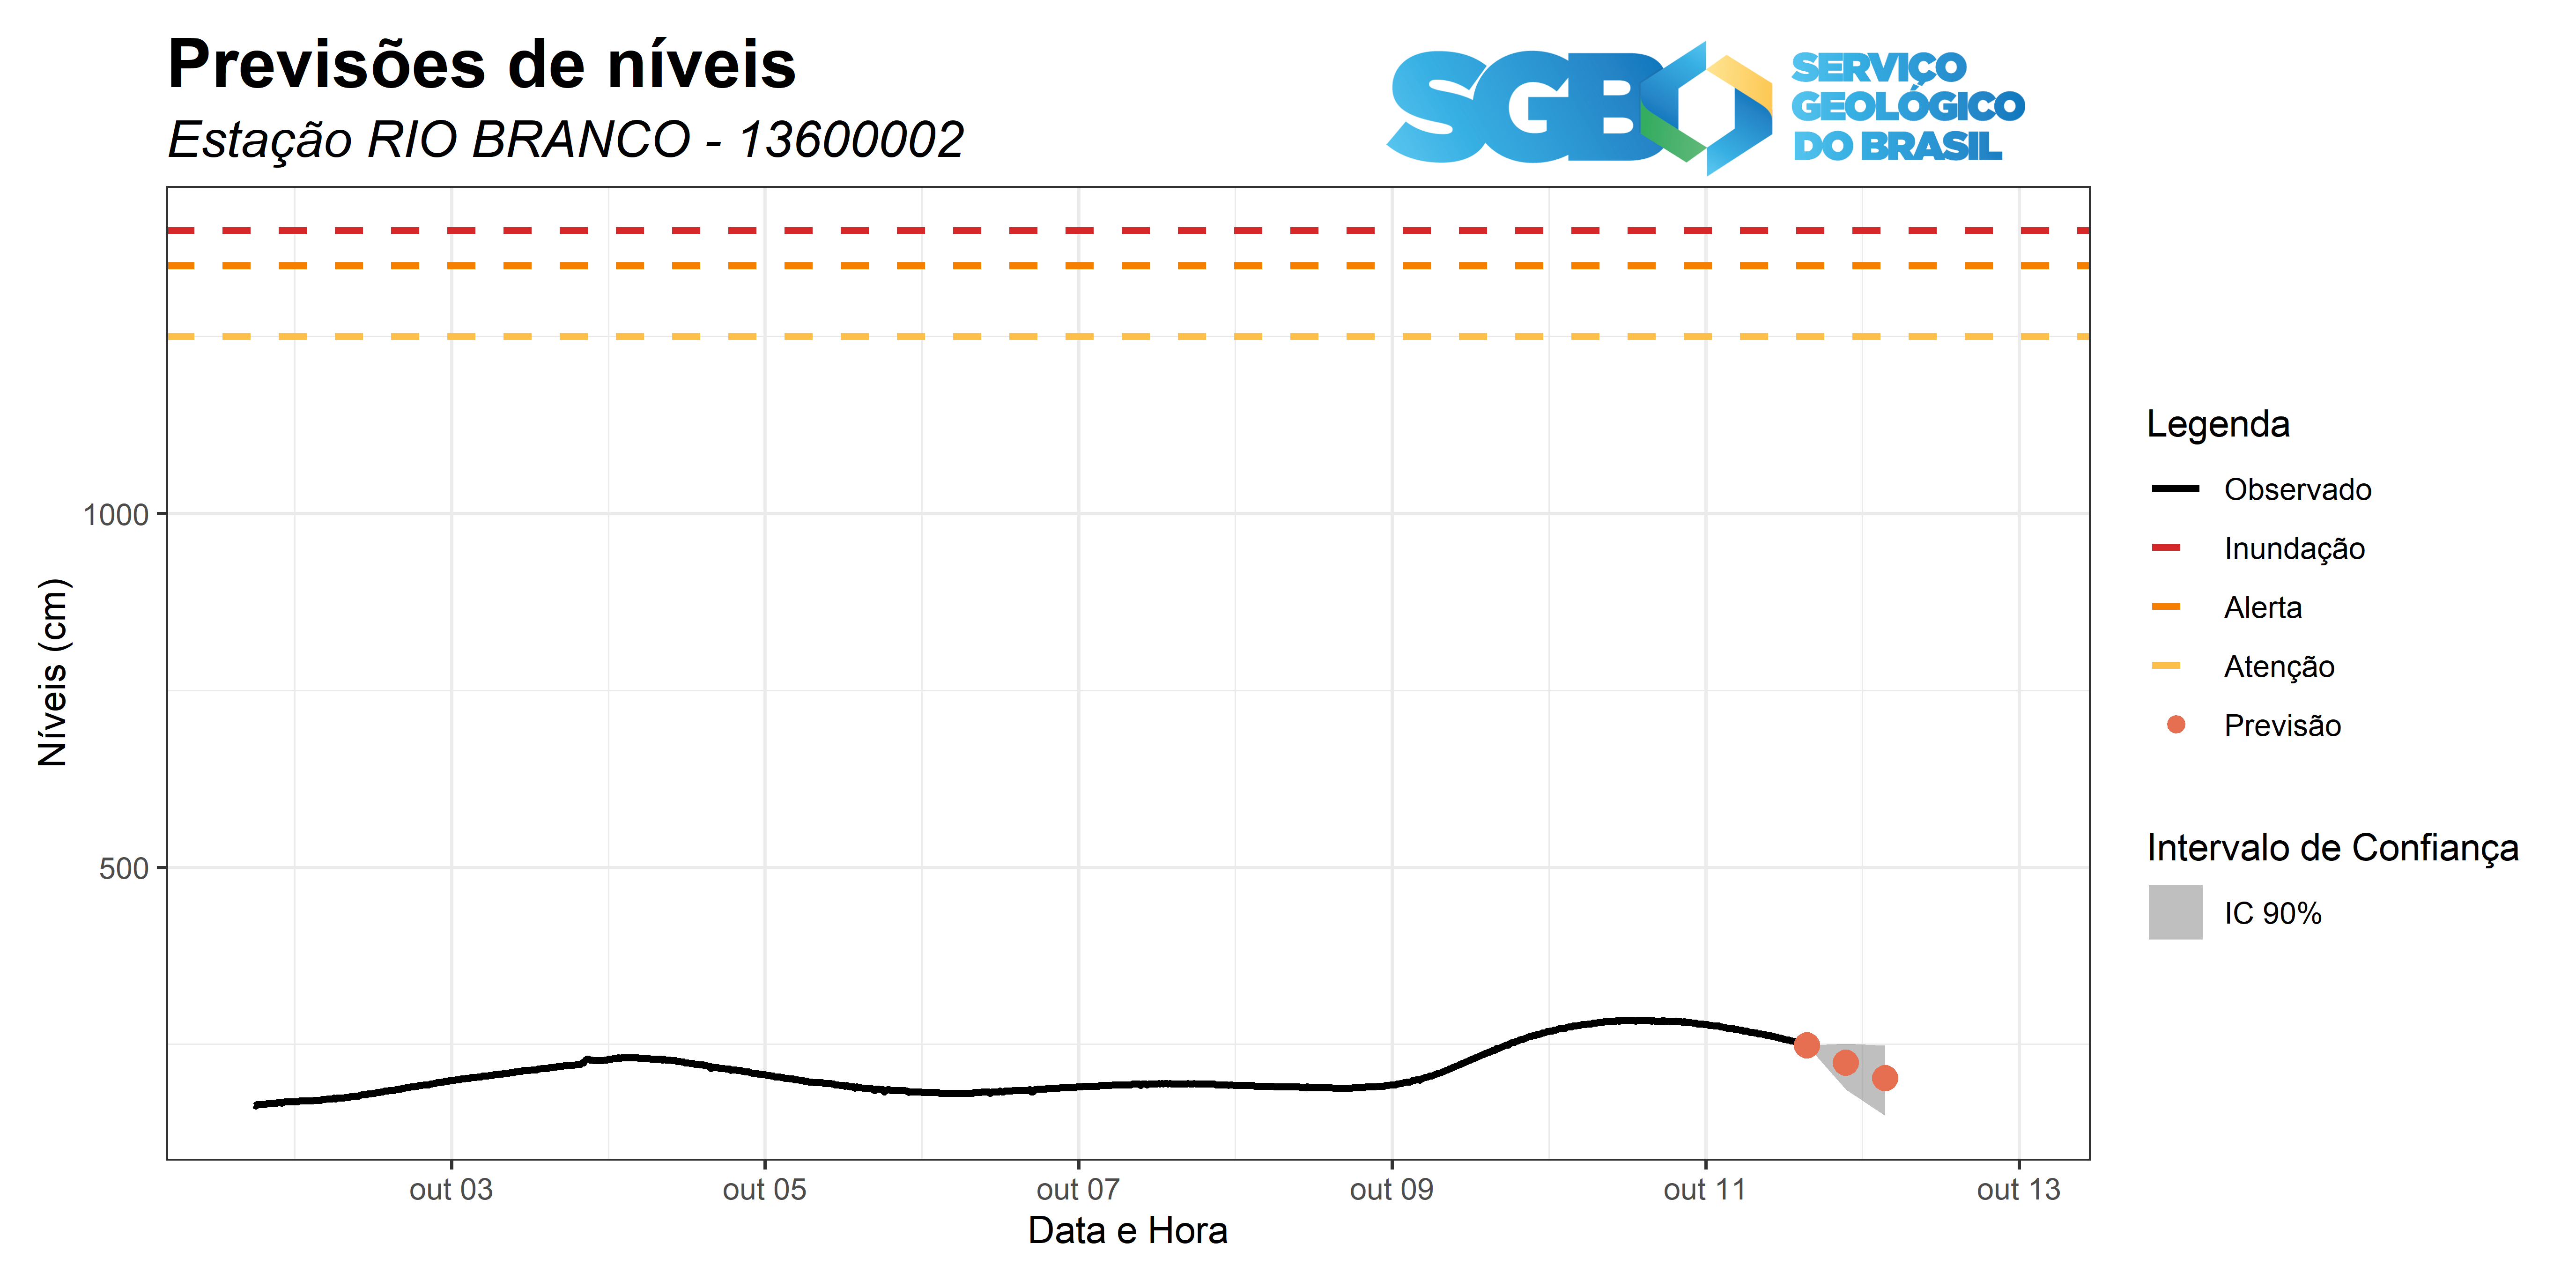 Previsões de níveis
Estação RIO BRANCO - 13600002
SGB
SERVIÇO
GEOLÓGICO
DO BRASIL
Níveis (cm)
1000
500
out 03
out 05
out 07
out 09
out 11
out 13
Data e Hora
Legenda
Observado
Inundação
Alerta
Atenção
Previsão
Intervalo de Confiança
IC 90%